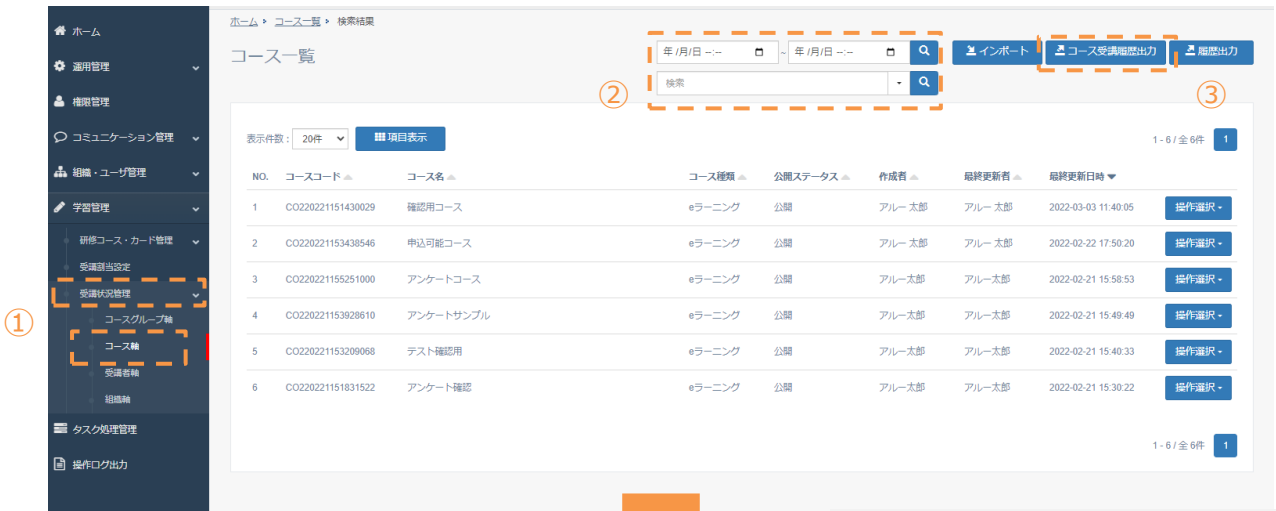 ホーム
運用管理
権限管理
コミュニケーション管理
組織・ユーザ管理
学習管理
研修コース・カード管理
受講割当設定
①
受講状況管理
コースグループ軸
コース軸
受講者軸
組織軸
タスク処理管理
操作ログ出力
ホーム › コース一覧 › 検索結果
コース一覧
年 /月/日 --:-- ~ 年 /月/日 --:--
インポート コース受講履歴出力 履歴出力
② 検索 ③
表示件数 : 20件 項目表示 1 - 6 / 全 6件 1
NO. コースコード コース名 コース種類 公開ステータス 作成者 最終更新者 最終更新日時
1 CO220221151430029 確認用コース eラーニング 公開 アルー 太郎 アルー 太郎 2022-03-03 11:40:05 操作選択
2 CO220221153438546 申込可能コース eラーニング 公開 アルー 太郎 アルー 太郎 2022-02-22 17:50:20 操作選択
3 CO220221155251000 アンケートコース eラーニング 公開 アルー太郎 アルー太郎 2022-02-21 15:58:53 操作選択
4 CO220221153928610 アンケートサンプル eラーニング 公開 アルー太郎 アルー太郎 2022-02-21 15:49:49 操作選択
5 CO220221153209068 テスト確認用 eラーニング 公開 アルー太郎 アルー太郎 2022-02-21 15:40:33 操作選択
6 CO220221151831522 アンケート確認 eラーニング 公開 アルー太郎 アルー太郎 2022-02-21 15:30:22 操作選択
1 - 6 / 全 6件 1